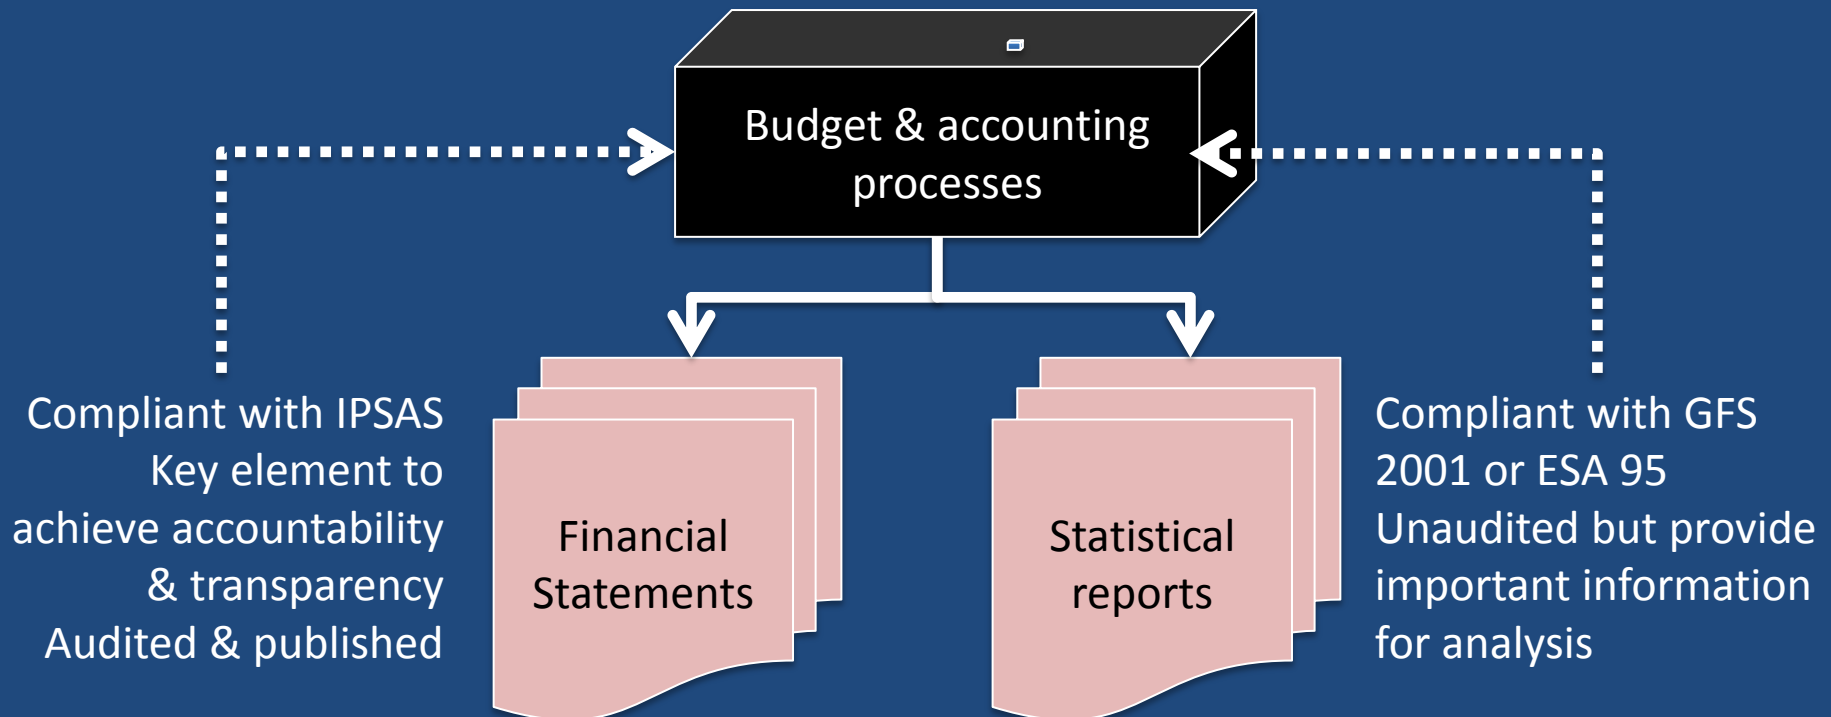 Budget & accounting
processes
Compliant with IPSAS
Key element to
achieve accountability
& transparency
Audited & published
Financial
Statements
Statistical
reports
Compliant with GFS
2001 or ESA 95
Unaudited but provide
important information
for analysis